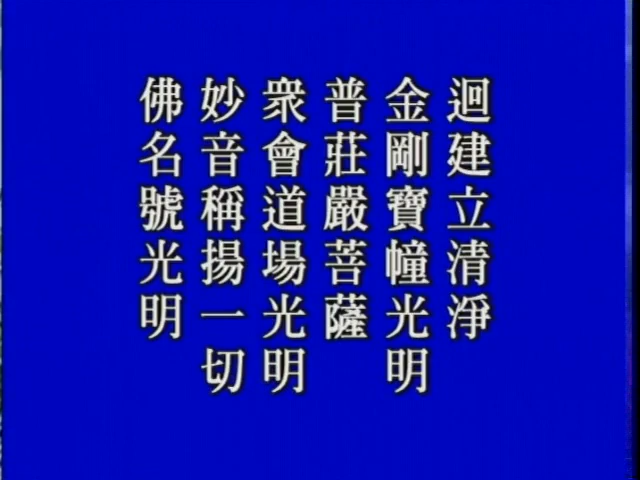 迴建立清淨
金剛寶幢光明
普莊嚴菩薩
衆會道場光明
妙音稱揚一切
佛名號光明